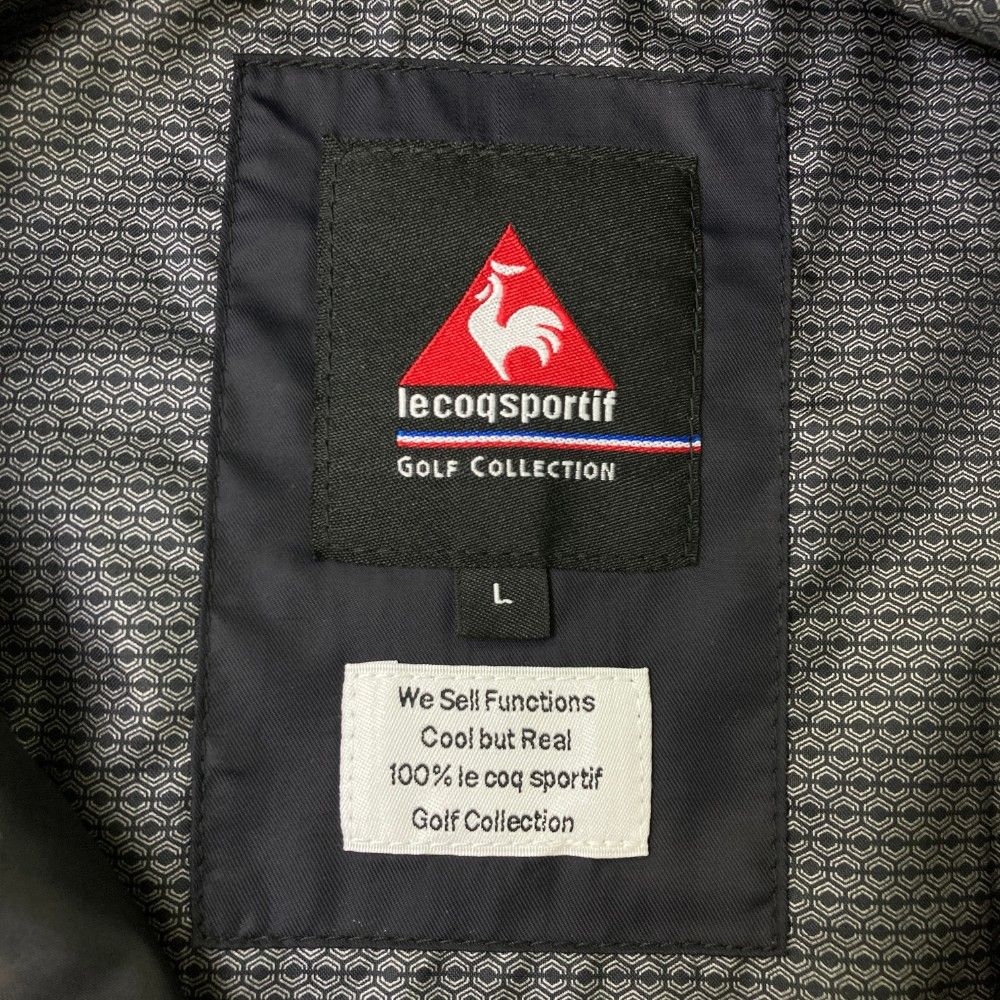 lecoqsportif
GOLF COLLECTION
L
We Sell Functions
Cool but Real
100% le coq sportif
Golf Collection